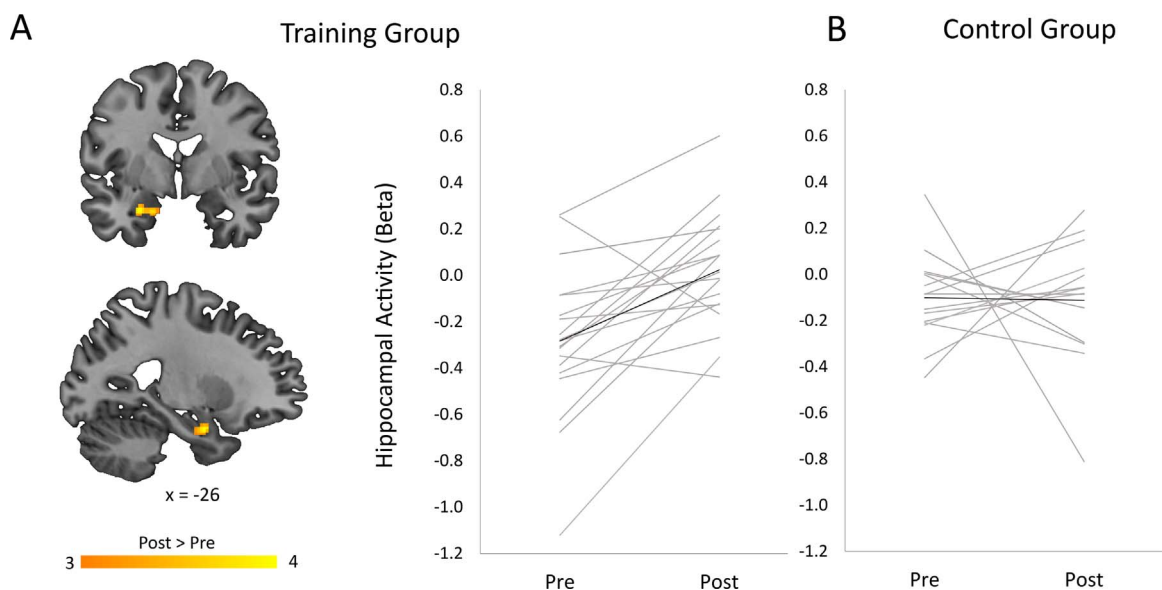 A
Training Group
B
Control Group
x = -26
Post > Pre
3
4
Hippocampal Activity (Beta)
0.8
0.6
0.4
0.2
0.0
-0.2
-0.4
-0.6
-0.8
-1.0
-1.2
Pre
Post
0.8
0.6
0.4
0.2
0.0
-0.2
-0.4
-0.6
-0.8
-1.0
-1.2
Pre
Post